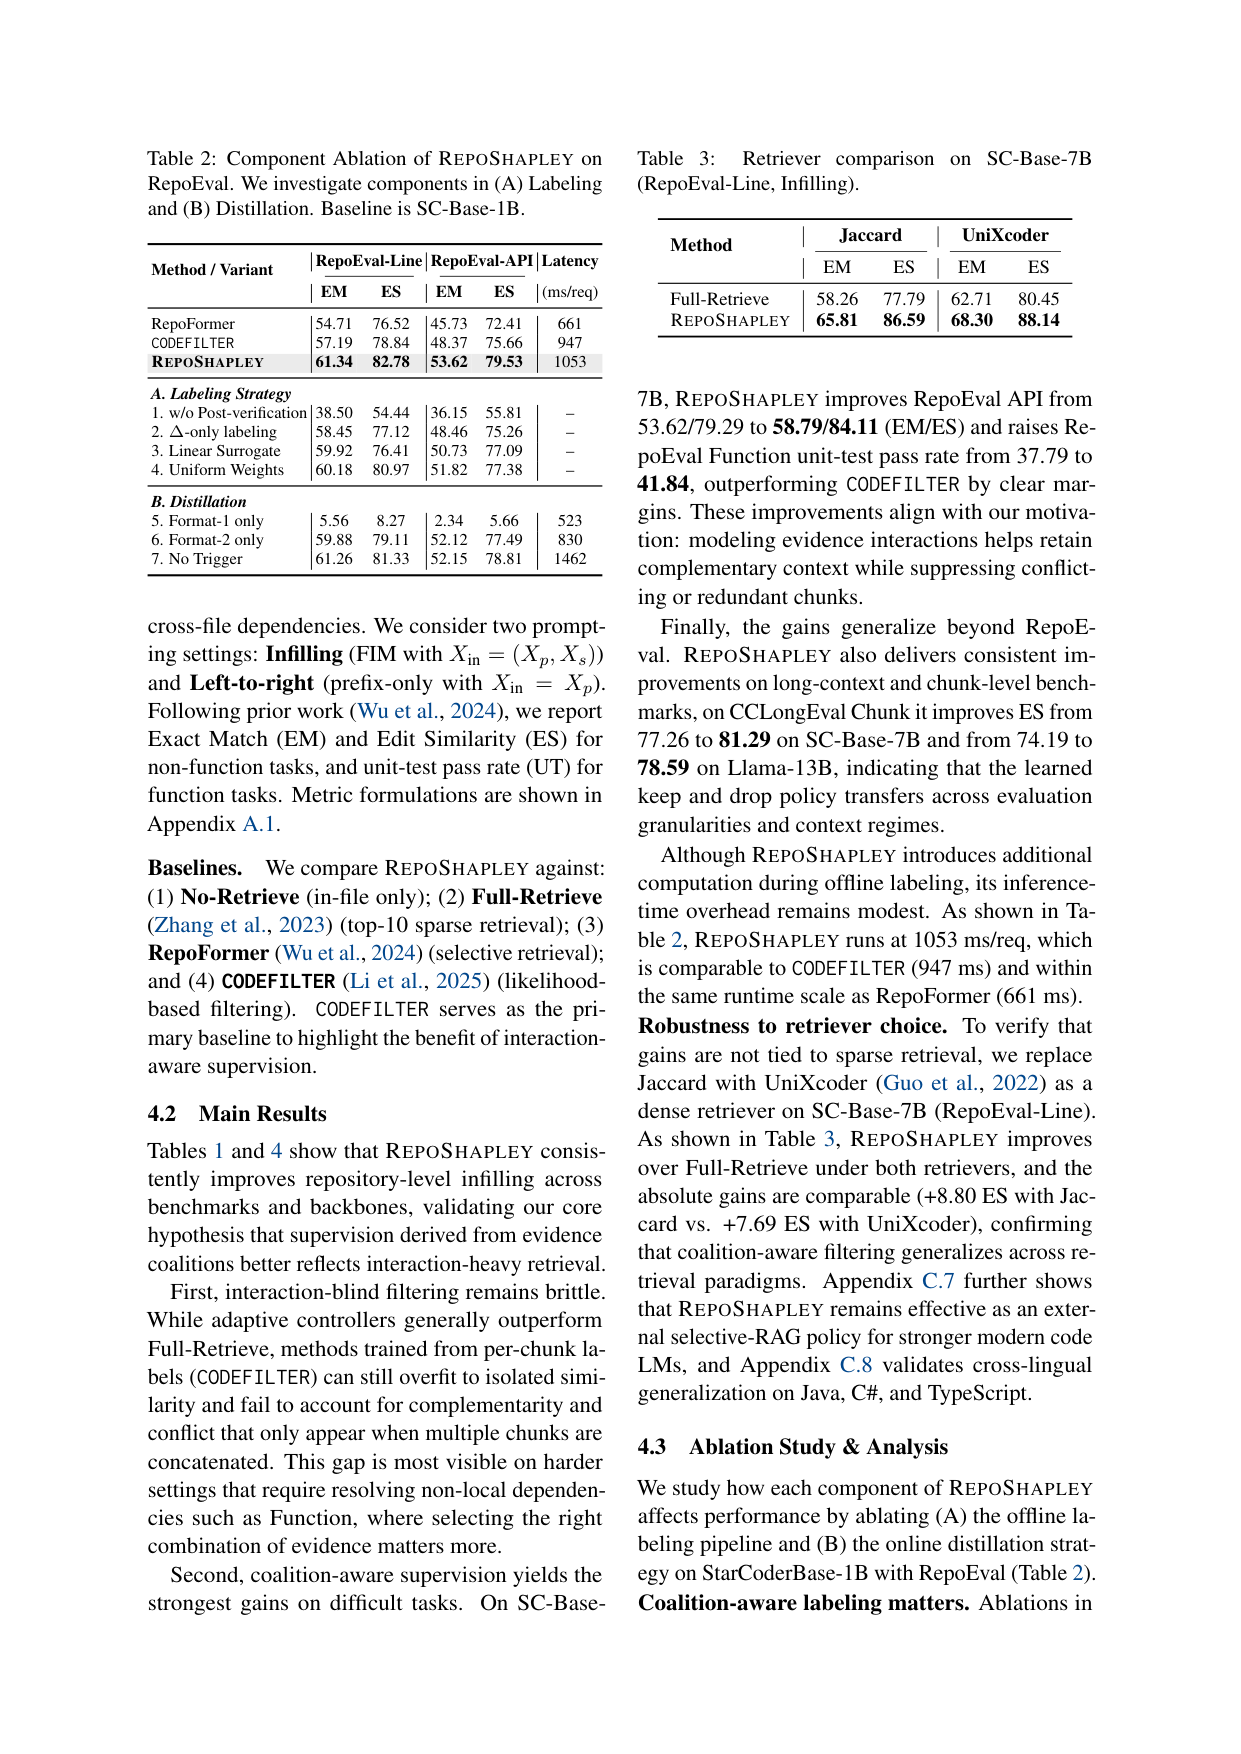 Table 2: Component Ablation of REPOSHAPLEY on
RepoEval. We investigate components in (A) Labeling
and (B) Distillation. Baseline is SC-Base-1B.
Method / Variant RepoEval-Line RepoEval-API Latency
EM ES EM ES (ms/req)
RepoFormer 54.71 76.52 45.73 72.41 661
CODEFILTER 57.19 78.84 48.37 75.66 947
REPOSHAPLEY 61.34 82.78 53.62 79.53 1053
A. Labeling Strategy
1. w/o Post-verification 38.50 54.44 36.15 55.81 –
2. Δ-only labeling 58.45 77.12 48.46 75.26 –
3. Linear Surrogate 59.92 76.41 50.73 77.09 –
4. Uniform Weights 60.18 80.97 51.82 77.38 –
B. Distillation
5. Format-1 only 5.56 8.27 2.34 5.66 523
6. Format-2 only 59.88 79.11 52.12 77.49 830
7. No Trigger 61.26 81.33 52.15 78.81 1462
cross-file dependencies. We consider two prompt-
ing settings: Infilling (FIM with X_in = (X_p, X_s))
and Left-to-right (prefix-only with X_in = X_p).
Following prior work (Wu et al., 2024), we report
Exact Match (EM) and Edit Similarity (ES) for
non-function tasks, and unit-test pass rate (UT) for
function tasks. Metric formulations are shown in
Appendix A.1.
Baselines. We compare REPOSHAPLEY against:
(1) No-Retrieve (in-file only); (2) Full-Retrieve
(Zhang et al., 2023) (top-10 sparse retrieval); (3)
RepoFormer (Wu et al., 2024) (selective retrieval);
and (4) CODEFILTER (Li et al., 2025) (likelihood-
based filtering). CODEFILTER serves as the pri-
mary baseline to highlight the benefit of interaction-
aware supervision.
4.2 Main Results
Tables 1 and 4 show that REPOSHAPLEY consis-
tently improves repository-level infilling across
benchmarks and backbones, validating our core
hypothesis that supervision derived from evidence
coalitions better reflects interaction-heavy retrieval.
First, interaction-blind filtering remains brittle.
While adaptive controllers generally outperform
Full-Retrieve, methods trained from per-chunk la-
bels (CODEFILTER) can still overfit to isolated simi-
larity and fail to account for complementarity and
conflict that only appear when multiple chunks are
concatenated. This gap is most visible on harder
settings that require resolving non-local dependen-
cies such as Function, where selecting the right
combination of evidence matters more.
Second, coalition-aware supervision yields the
strongest gains on difficult tasks. On SC-Base-
Table 3: Retriever comparison on SC-Base-7B
(RepoEval-Line, Infilling).
Method Jaccard UniXcoder
EM ES EM ES
Full-Retrieve 58.26 77.79 62.71 80.45
REPOSHAPLEY 65.81 86.59 68.30 88.14
7B, REPOSHAPLEY improves RepoEval API from
53.62/79.29 to 58.79/84.11 (EM/ES) and raises Re-
poEval Function unit-test pass rate from 37.79 to
41.84, outperforming CODEFILTER by clear mar-
gins. These improvements align with our motiva-
tion: modeling evidence interactions helps retain
complementary context while suppressing conflict-
ing or redundant chunks.
Finally, the gains generalize beyond RepoE-
val. REPOSHAPLEY also delivers consistent im-
provements on long-context and chunk-level bench-
marks, on CCLongEval Chunk it improves ES from
77.26 to 81.29 on SC-Base-7B and from 74.19 to
78.59 on Llama-13B, indicating that the learned
keep and drop policy transfers across evaluation
granularities and context regimes.
Although REPOSHAPLEY introduces additional
computation during offline labeling, its inference-
time overhead remains modest. As shown in Ta-
ble 2, REPOSHAPLEY runs at 1053 ms/req, which
is comparable to CODEFILTER (947 ms) and within
the same runtime scale as RepoFormer (661 ms).
Robustness to retriever choice. To verify that
gains are not tied to sparse retrieval, we replace
Jaccard with UniXcoder (Guo et al., 2022) as a
dense retriever on SC-Base-7B (RepoEval-Line).
As shown in Table 3, REPOSHAPLEY improves
over Full-Retrieve under both retrievers, and the
absolute gains are comparable (+8.80 ES with Jac-
card vs. +7.69 ES with UniXcoder), confirming
that coalition-aware filtering generalizes across re-
trieval paradigms. Appendix C.7 further shows
that REPOSHAPLEY remains effective as an exter-
nal selective-RAG policy for stronger modern code
LMs, and Appendix C.8 validates cross-lingual
generalization on Java, C#, and TypeScript.
4.3 Ablation Study & Analysis
We study how each component of REPOSHAPLEY
affects performance by ablating (A) the offline la-
beling pipeline and (B) the online distillation strat-
egy on StarCoderBase-1B with RepoEval (Table 2).
Coalition-aware labeling matters. Ablations in